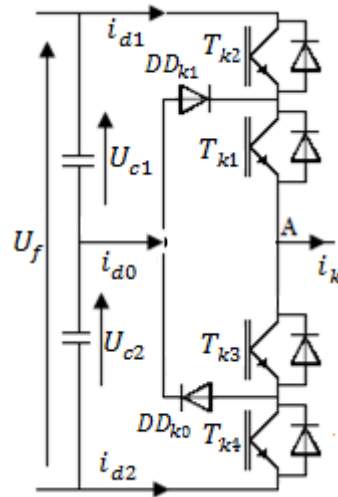 i_d1
T_k2
DD_k1
T_k1
U_c1
U_f
A
i_d0
i_k
U_c2
T_k3
DD_k0
T_k4
i_d2